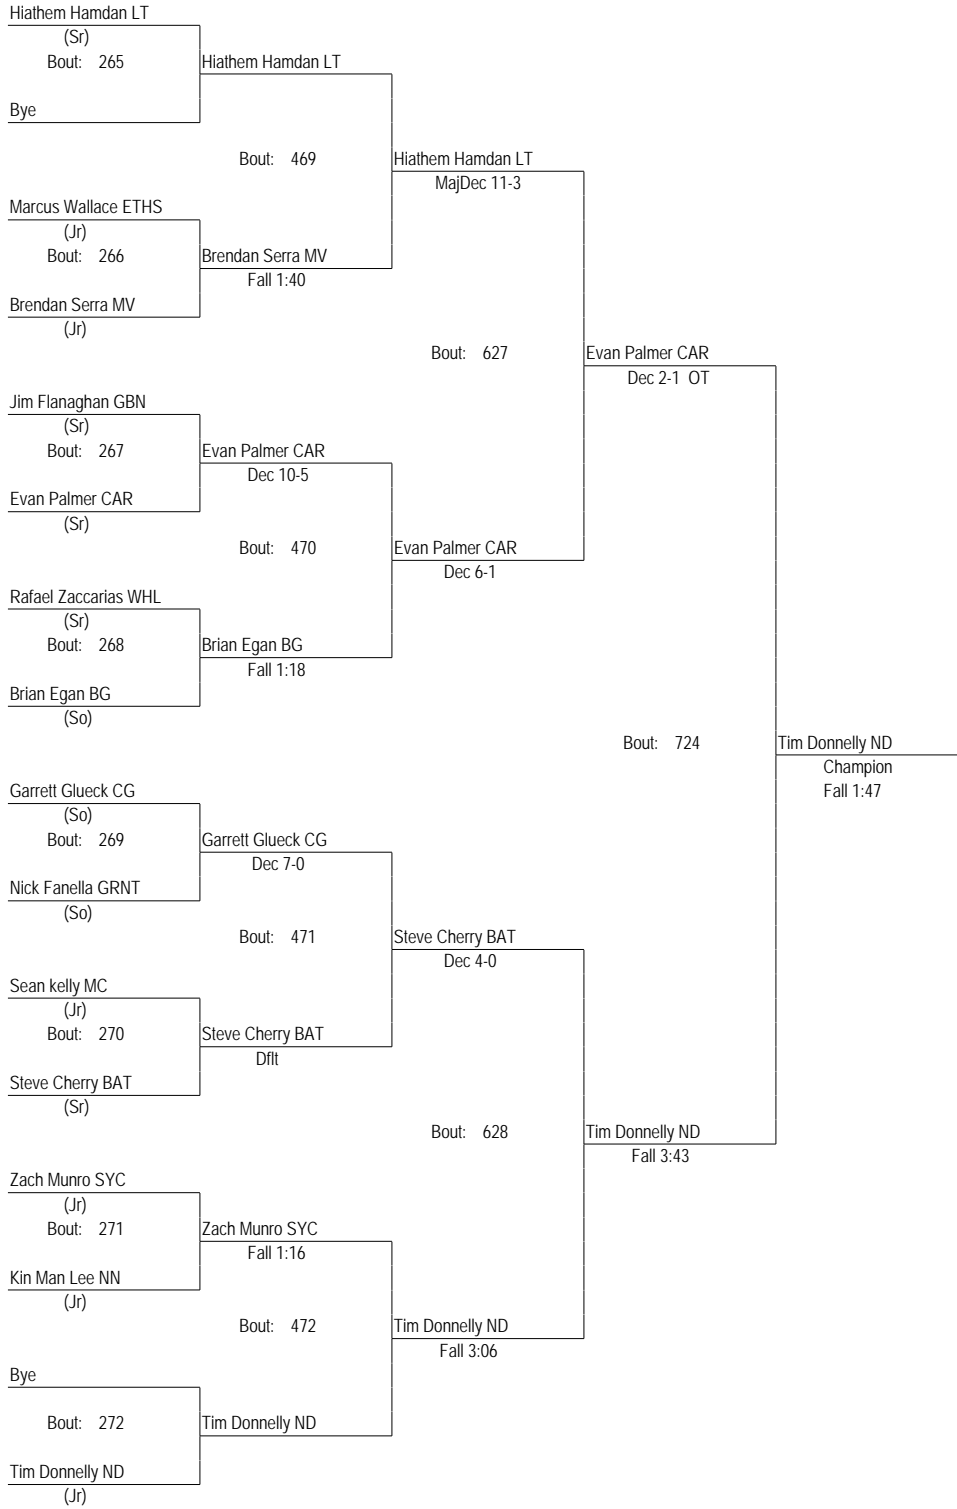 Hiathem Hamdan LT
(Sr)
Bout: 265
Hiathem Hamdan LT
Bye
Bout: 469
Hiathem Hamdan LT
MajDec 11-3
Marcus Wallace ETHS
(Jr)
Bout: 266
Brendan Serra MV
Fall 1:40
Brendan Serra MV
(Jr)
Bout: 627
Evan Palmer CAR
Dec 2-1 OT
Jim Flanaghan GBN
(Sr)
Bout: 267
Evan Palmer CAR
Dec 10-5
Evan Palmer CAR
(Sr)
Bout: 470
Evan Palmer CAR
Dec 6-1
Rafael Zaccarias WHL
(Sr)
Bout: 268
Brian Egan BG
Fall 1:18
Brian Egan BG
(So)
Bout: 724
Tim Donnelly ND
Champion
Fall 1:47
Garrett Glueck CG
(So)
Bout: 269
Garrett Glueck CG
Dec 7-0
Nick Fanella GRNT
(So)
Bout: 471
Steve Cherry BAT
Dec 4-0
Sean kelly MC
(Jr)
Bout: 270
Steve Cherry BAT
Dflt
Steve Cherry BAT
(Sr)
Bout: 628
Tim Donnelly ND
Fall 3:43
Zach Munro SYC
(Jr)
Bout: 271
Zach Munro SYC
Fall 1:16
Kin Man Lee NN
(Jr)
Bout: 472
Tim Donnelly ND
Fall 3:06
Bye
Bout: 272
Tim Donnelly ND
Tim Donnelly ND
(Jr)